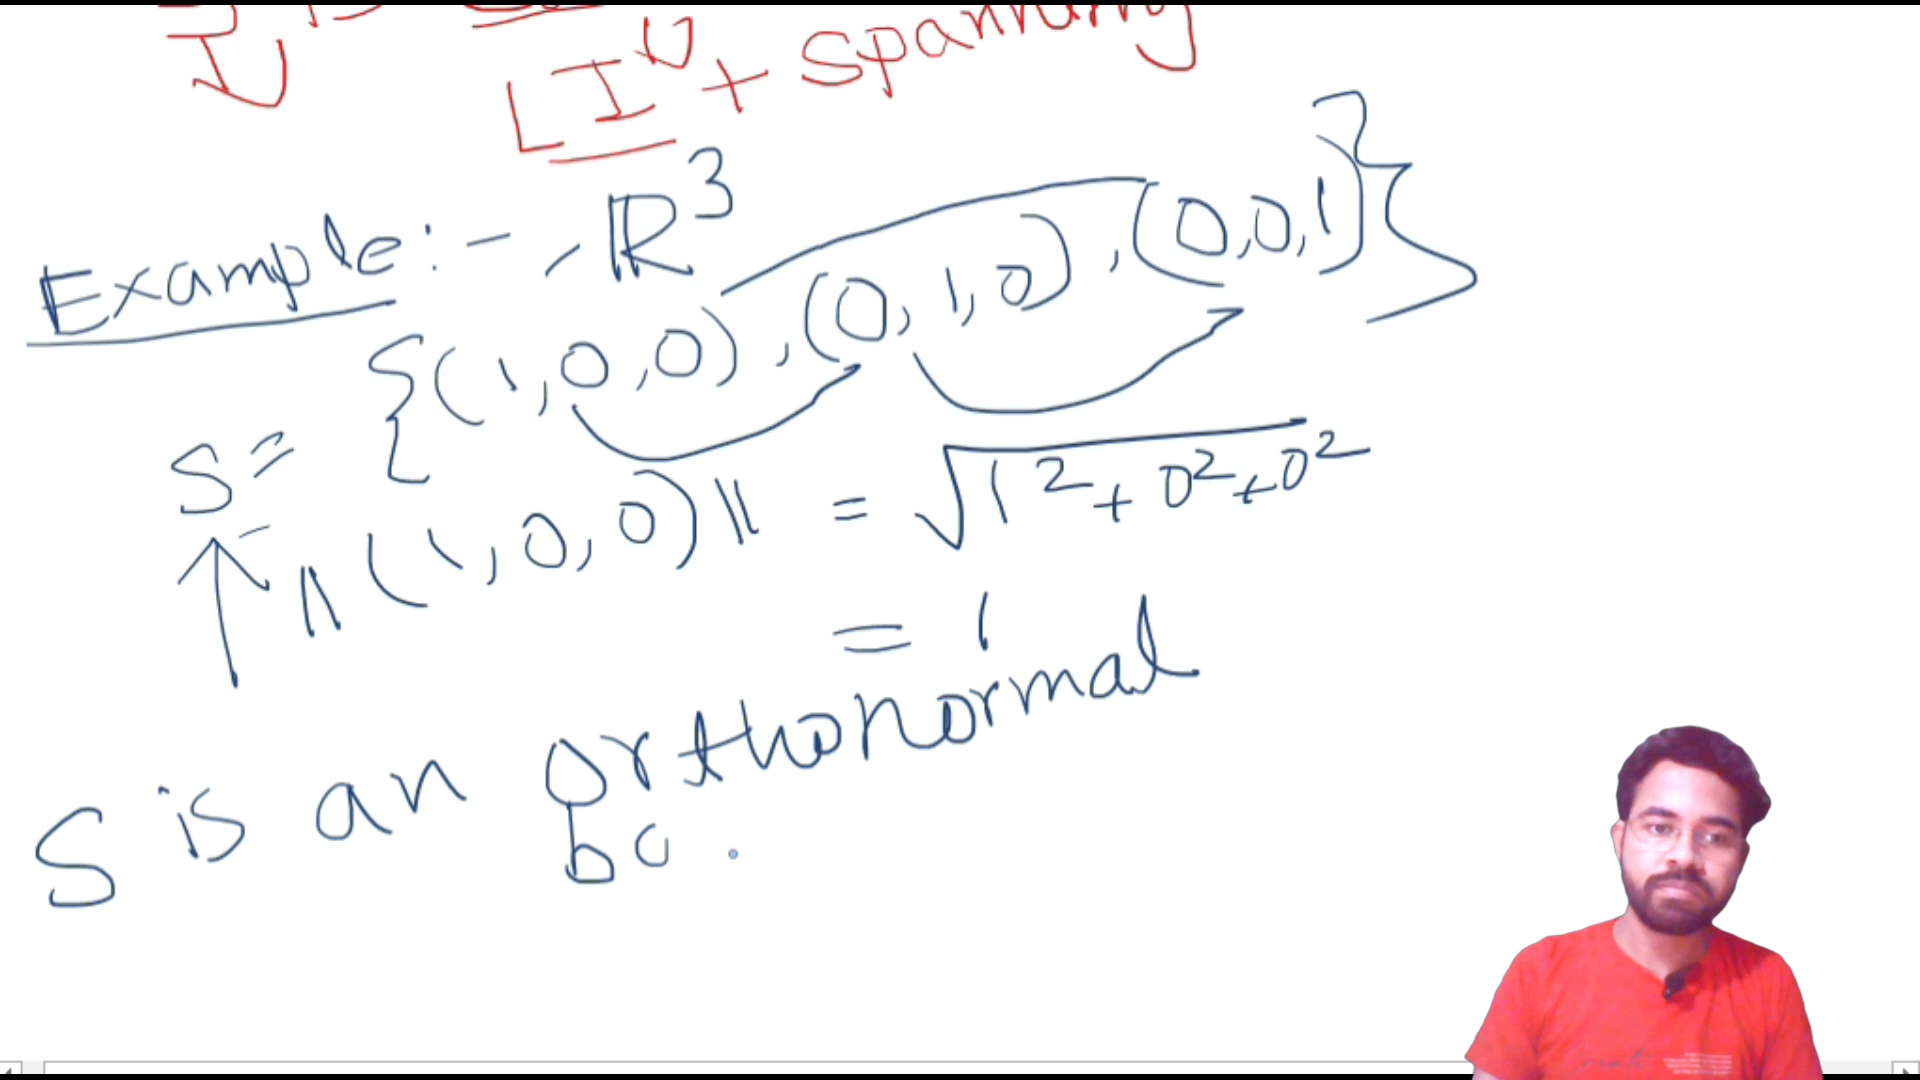 LI + spanning
Example:- ℝ³
S = {(1,0,0), (0,1,0), (0,0,1)}
||(1,0,0)|| = √1²+0²+0²
= 1
S is an orthonormal
ba